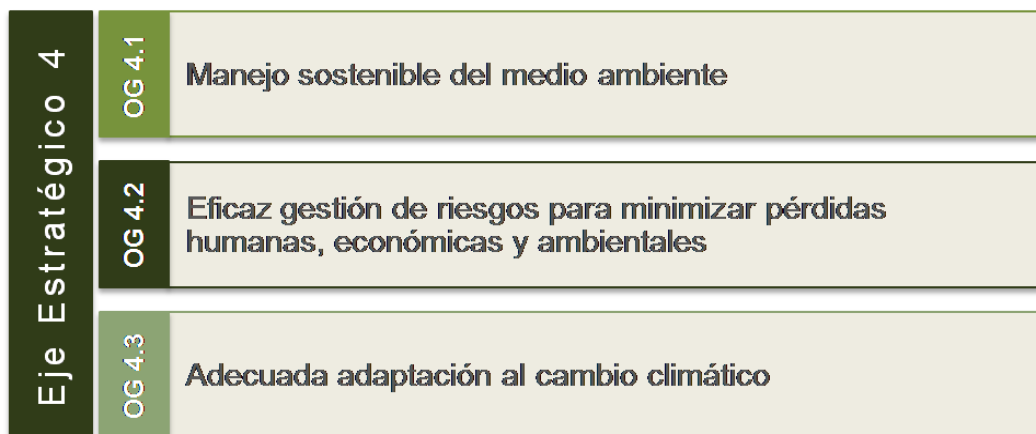 Eje Estratégico 4
OG 4.1
Manejo sostenible del medio ambiente
OG 4.2
Eficaz gestión de riesgos para minimizar pérdidas
humanas, económicas y ambientales
OG 4.3
Adecuada adaptación al cambio climático